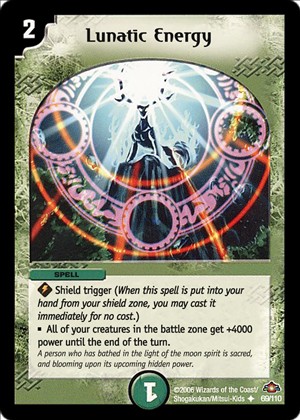 2
Lunatic Energy
SPELL
Shield trigger (When this spell is put into your
hand from your shield zone, you may cast it
immediately for no cost.)
▪ All of your creatures in the battle zone get +4000
power until the end of the turn.
A person who has bathed in the light of the moon spirit is sacred,
and blooming upon its upcoming hidden power.
1
©2006 Wizards of the Coast/
Shogakukan/Mitsui-Kids ✦ 69/110